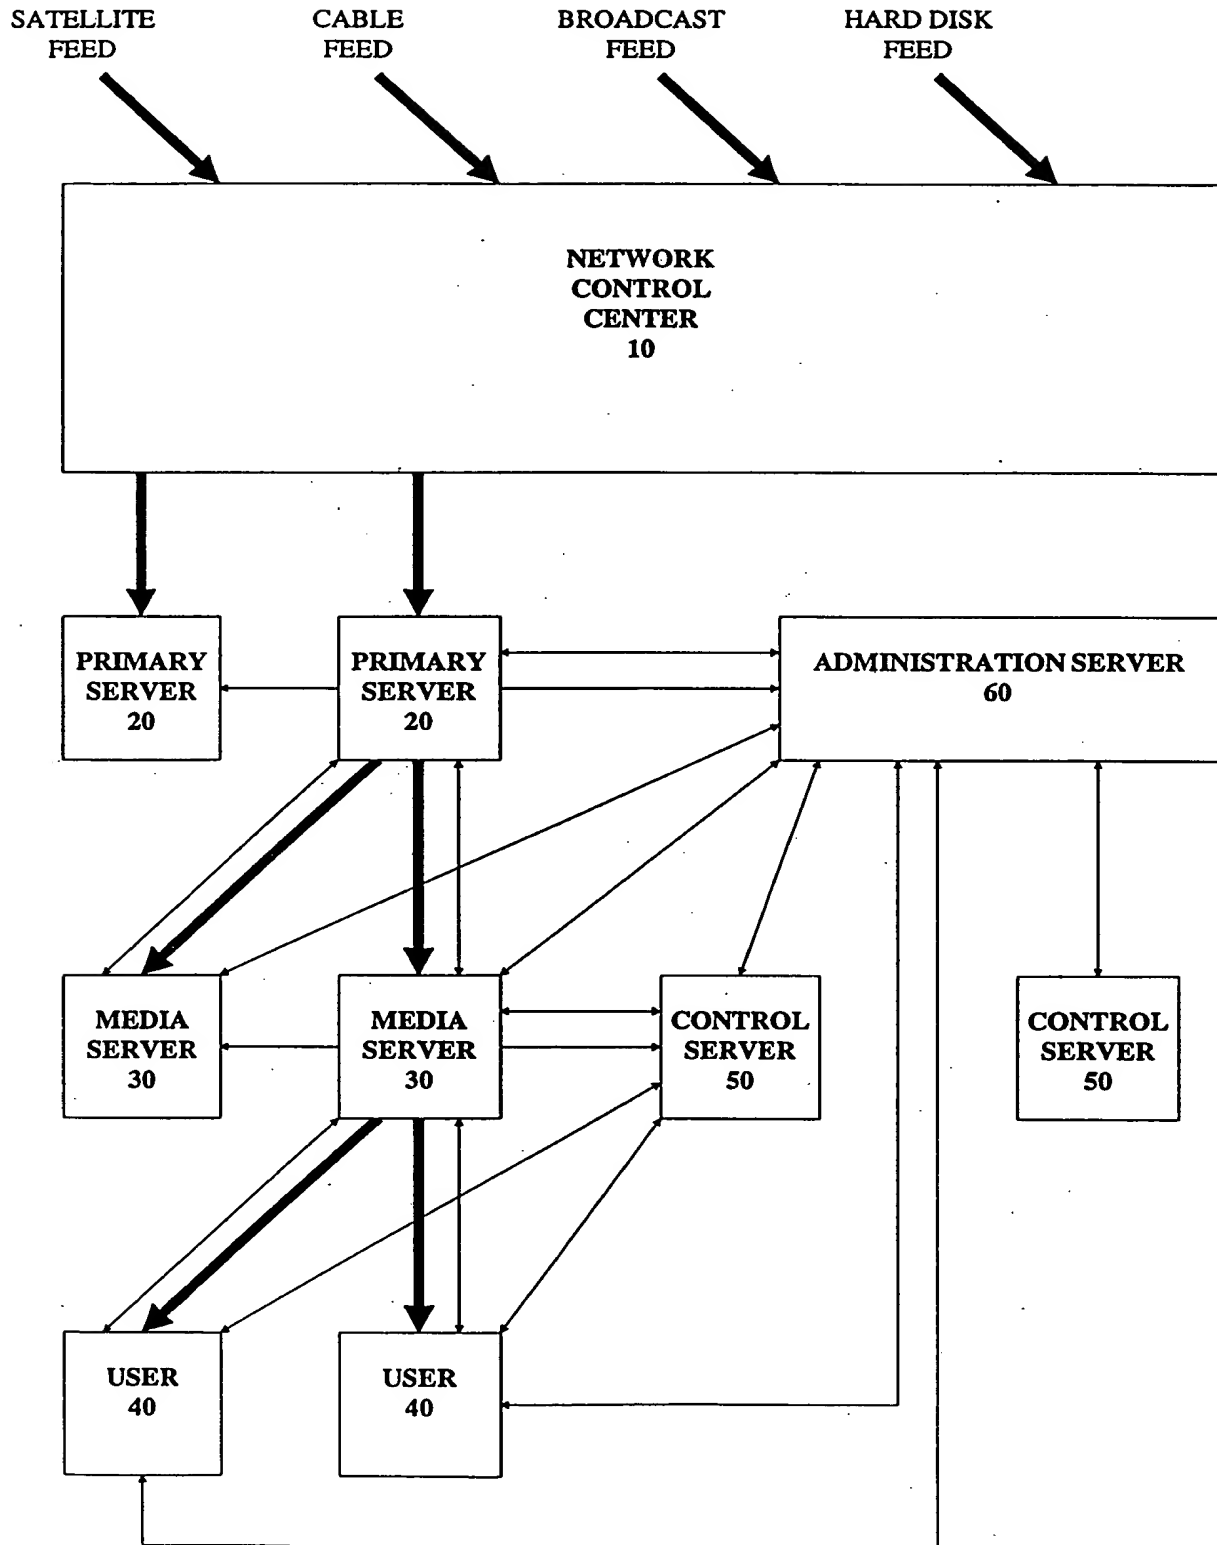 SATELLITE
FEED
CABLE
FEED
BROADCAST
FEED
HARD DISK
FEED
NETWORK
CONTROL
CENTER
10
PRIMARY
SERVER
20
PRIMARY
SERVER
20
ADMINISTRATION SERVER
60
MEDIA
SERVER
30
MEDIA
SERVER
30
CONTROL
SERVER
50
CONTROL
SERVER
50
USER
40
USER
40